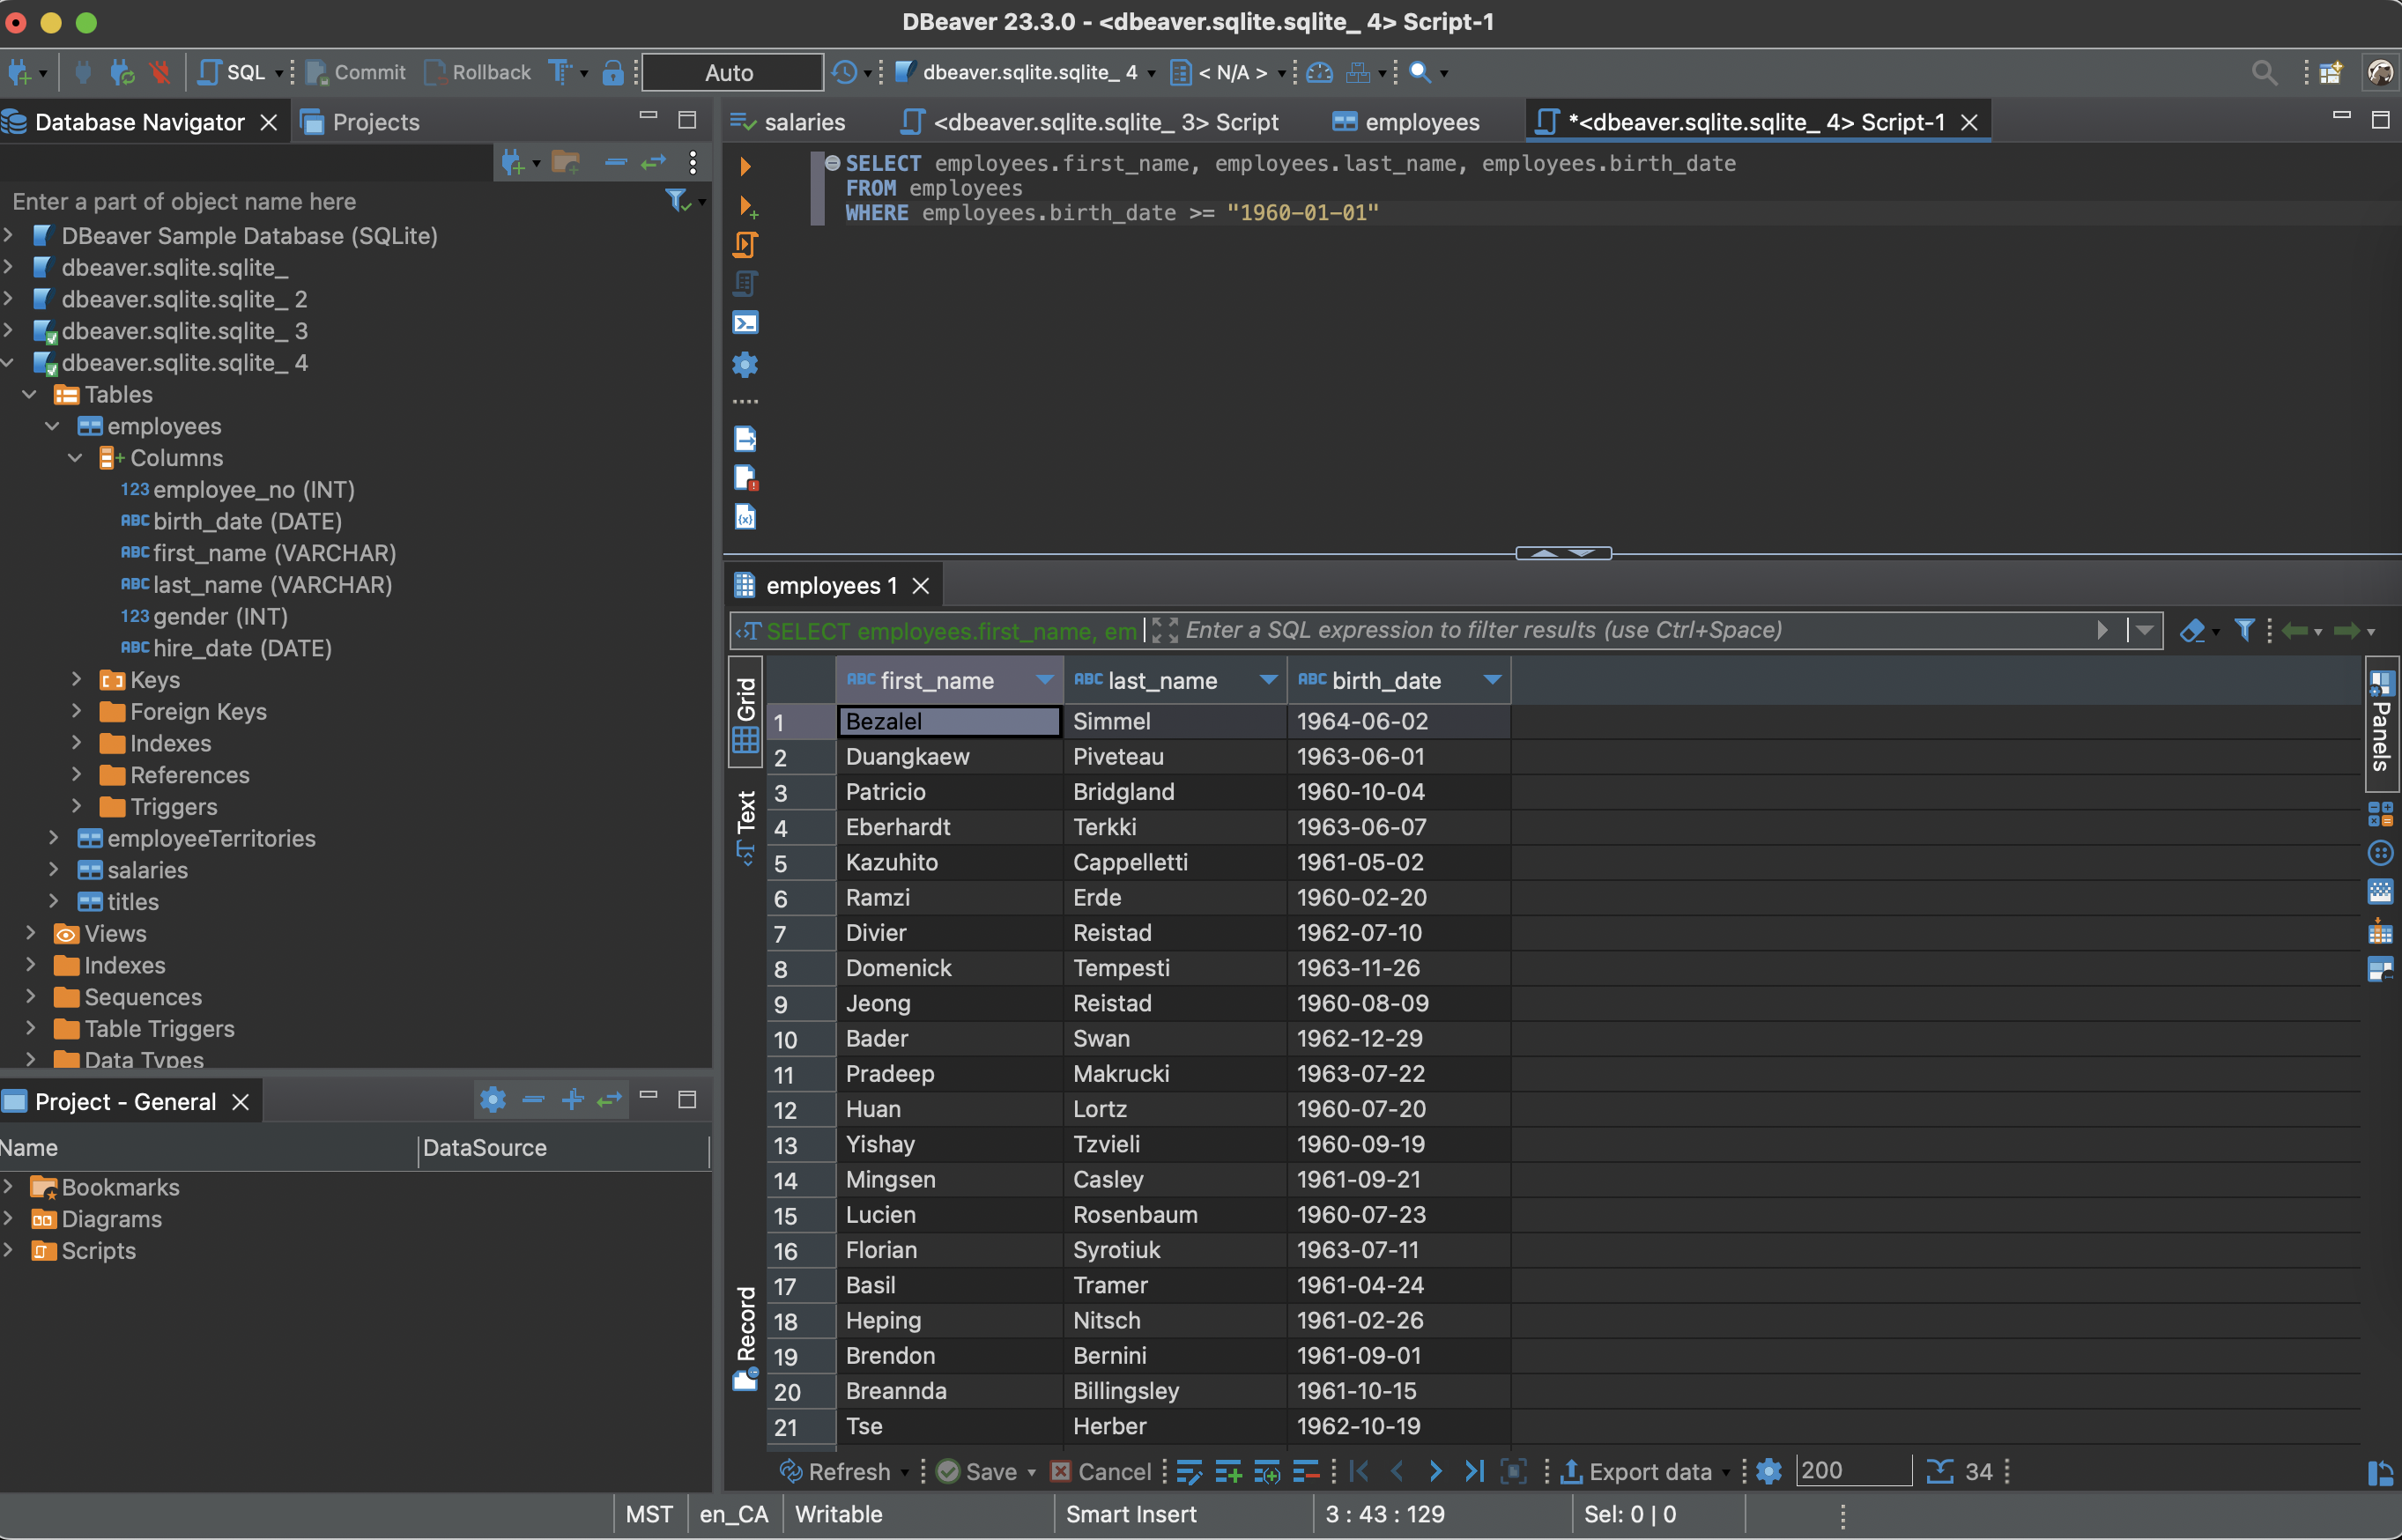 DBeaver 23.3.0 - <dbeaver.sqlite.sqlite_ 4> Script-1
SQL Commit Rollback Auto dbeaver.sqlite.sqlite_ 4 < N/A >
Database Navigator Projects
Enter a part of object name here
DBeaver Sample Database (SQLite)
dbeaver.sqlite.sqlite_
dbeaver.sqlite.sqlite_ 2
dbeaver.sqlite.sqlite_ 3
dbeaver.sqlite.sqlite_ 4
Tables
employees
Columns
123 employee_no (INT)
ABC birth_date (DATE)
ABC first_name (VARCHAR)
ABC last_name (VARCHAR)
123 gender (INT)
ABC hire_date (DATE)
Keys
Foreign Keys
Indexes
References
Triggers
employeeTerritories
salaries
titles
Views
Indexes
Sequences
Table Triggers
Data Types
Project - General
Name DataSource
Bookmarks
Diagrams
Scripts
salaries <dbeaver.sqlite.sqlite_ 3> Script employees *<dbeaver.sqlite.sqlite_ 4> Script-1
SELECT employees.first_name, employees.last_name, employees.birth_date
FROM employees
WHERE employees.birth_date >= "1960-01-01"
employees 1
SELECT employees.first_name, em Enter a SQL expression to filter results (use Ctrl+Space)
Grid
Text
Record
Panels
ABC first_name ABC last_name ABC birth_date
1 Bezalel Simmel 1964-06-02
2 Duangkaew Piveteau 1963-06-01
3 Patricio Bridgland 1960-10-04
4 Eberhardt Terkki 1963-06-07
5 Kazuhito Cappelletti 1961-05-02
6 Ramzi Erde 1960-02-20
7 Divier Reistad 1962-07-10
8 Domenick Tempesti 1963-11-26
9 Jeong Reistad 1960-08-09
10 Bader Swan 1962-12-29
11 Pradeep Makrucki 1963-07-22
12 Huan Lortz 1960-07-20
13 Yishay Tzvieli 1960-09-19
14 Mingsen Casley 1961-09-21
15 Lucien Rosenbaum 1960-07-23
16 Florian Syrotiuk 1963-07-11
17 Basil Tramer 1961-04-24
18 Heping Nitsch 1961-02-26
19 Brendon Bernini 1961-09-01
20 Breannda Billingsley 1961-10-15
21 Tse Herber 1962-10-19
Refresh Save Cancel Export data 200 34
MST en_CA Writable Smart Insert 3 : 43 : 129 Sel: 0 | 0